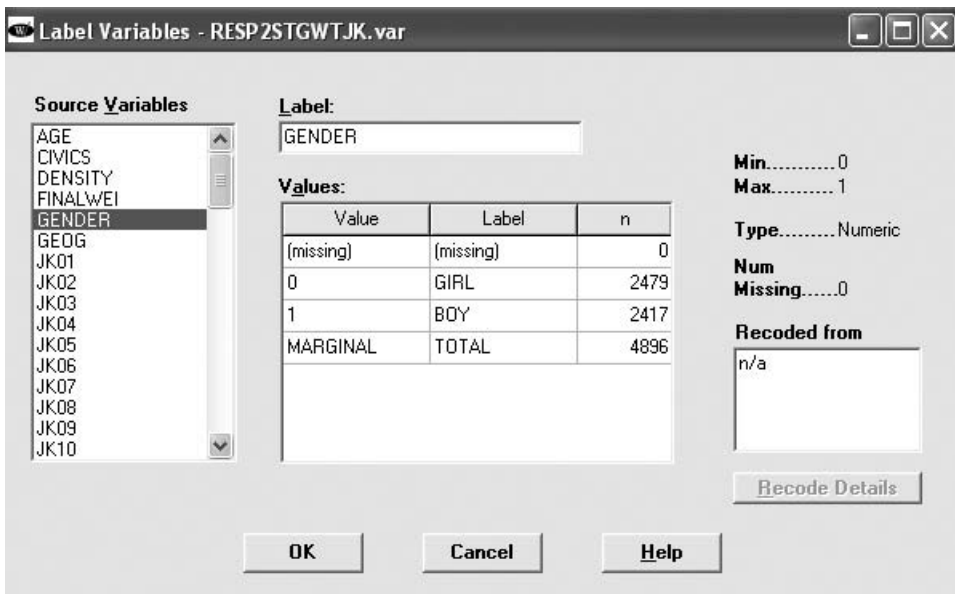 Label Variables - RESP2STGWTJK.var
Source Variables
AGE
CIVICS
DENSITY
FINALWEI
GENDER
GEOG
JK01
JK02
JK03
JK04
JK05
JK06
JK07
JK08
JK09
JK10
Label:
GENDER
Values:
Value Label n
(missing) (missing) 0
0 GIRL 2479
1 BOY 2417
MARGINAL TOTAL 4896
Min..........0
Max..........1
Type.........Numeric
Num
Missing......0
Recoded from
n/a
Recode Details
OK Cancel Help